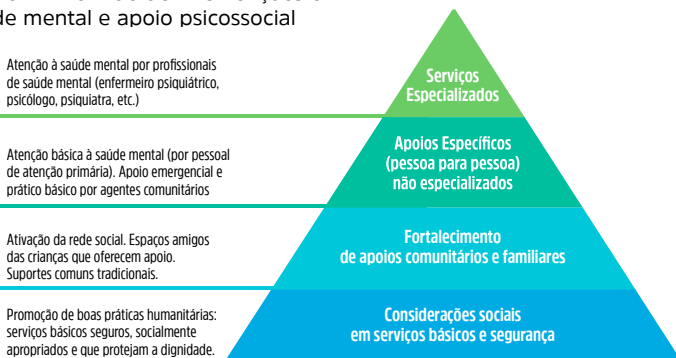 de mental e apoio psicossocial
Atenção à saúde mental por profissionais
de saúde mental (enfermeiro psiquiátrico,
psicólogo, psiquiatra, etc.)
Serviços
Especializados
Atenção básica à saúde mental (por pessoal
de atenção primária). Apoio emergencial e
prático básico por agentes comunitários
Apoios Específicos
(pessoa para pessoa)
não especializados
Ativação da rede social. Espaços amigos
das crianças que oferecem apoio.
Suportes comuns tradicionais.
Fortalecimento
de apoios comunitários e familiares
Promoção de boas práticas humanitárias:
serviços básicos seguros, socialmente
apropriados e que protejam a dignidade.
Considerações sociais
em serviços básicos e segurança